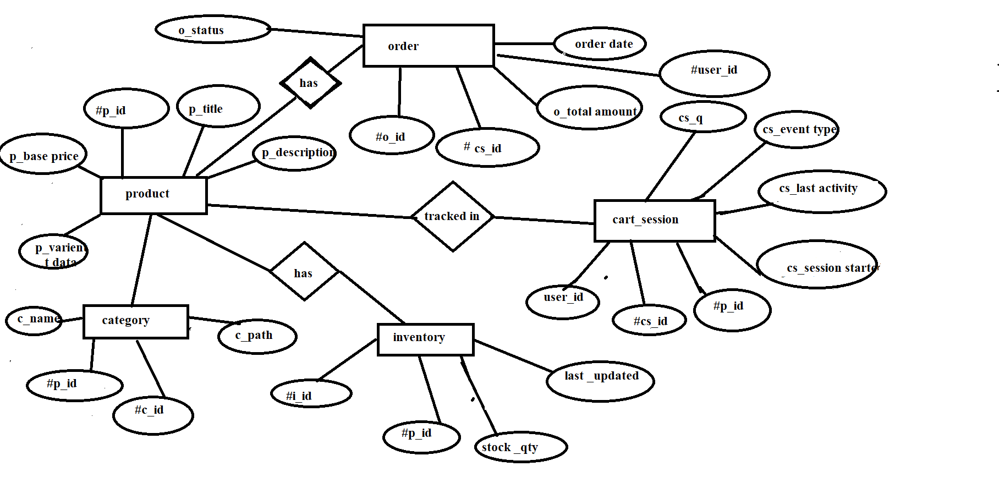 o_status
order
order date
#user_id
has
#p_id
p_title
o_total amount
cs_q
cs_event type
#o_id
# cs_id
p_base price
p_description
product
cs_last activity
tracked in
cart_session
p_varien
t data
has
cs_session starter
user_id
#cs_id
#p_id
c_name
category
c_path
inventory
#p_id
#c_id
#i_id
last _updated
#p_id
stock _qty